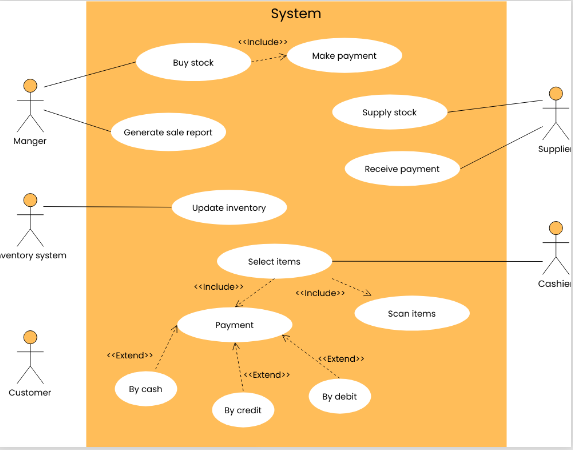 System
<<Include>>
Buy stock
Make payment
Supply stock
Generate sale report
Manger
Supplie
Receive payment
Update inventory
ventory system
Select items
Cashie
<<Include>>
<<Include>>
Scan items
Payment
<<Extend>>
<<Extend>>
<<Extend>>
By cash
By credit
By debit
Customer